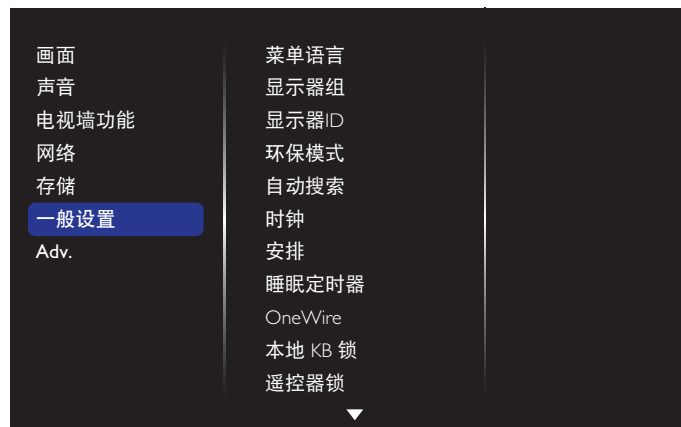 画面
声音
电视墙功能
网络
存储
一般设置
Adv.
菜单语言
显示器组
显示器ID
环保模式
自动搜索
时钟
安排
睡眠定时器
OneWire
本地 KB 锁
遥控器锁